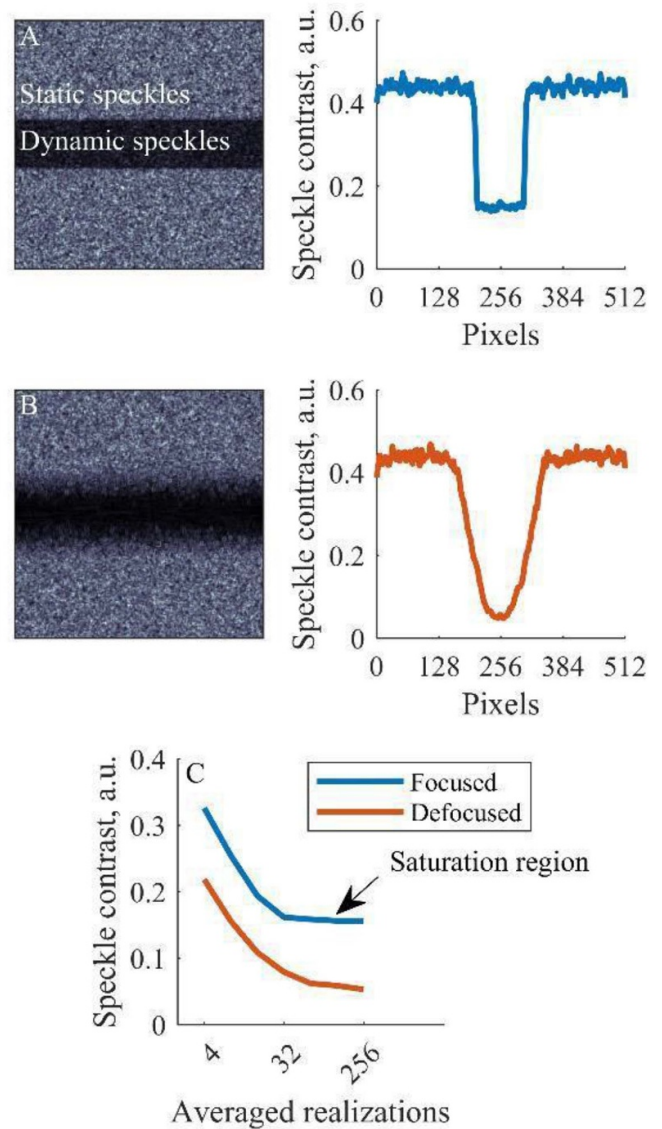 A
Static speckles
Dynamic speckles
Speckle contrast, a.u.
0.6
0.4
0.2
0
0 128 256 384 512
Pixels
B
Speckle contrast, a.u.
0.6
0.4
0.2
0
0 128 256 384 512
Pixels
C
Speckle contrast, a.u.
0.4
0.3
0.2
0.1
0
Focused
Defocused
Saturation region
4 32 256
Averaged realizations